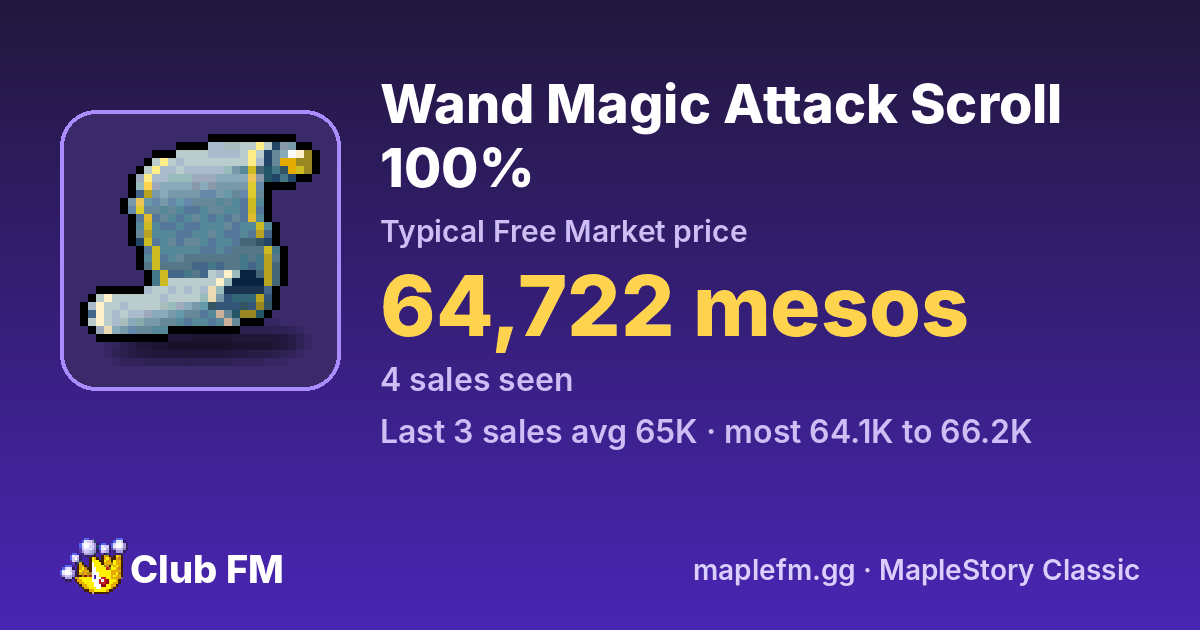 Wand Magic Attack Scroll
100%
Typical Free Market price
64,722 mesos
4 sales seen
Last 3 sales avg 65K · most 64.1K to 66.2K
Club FM
maplefm.gg · MapleStory Classic